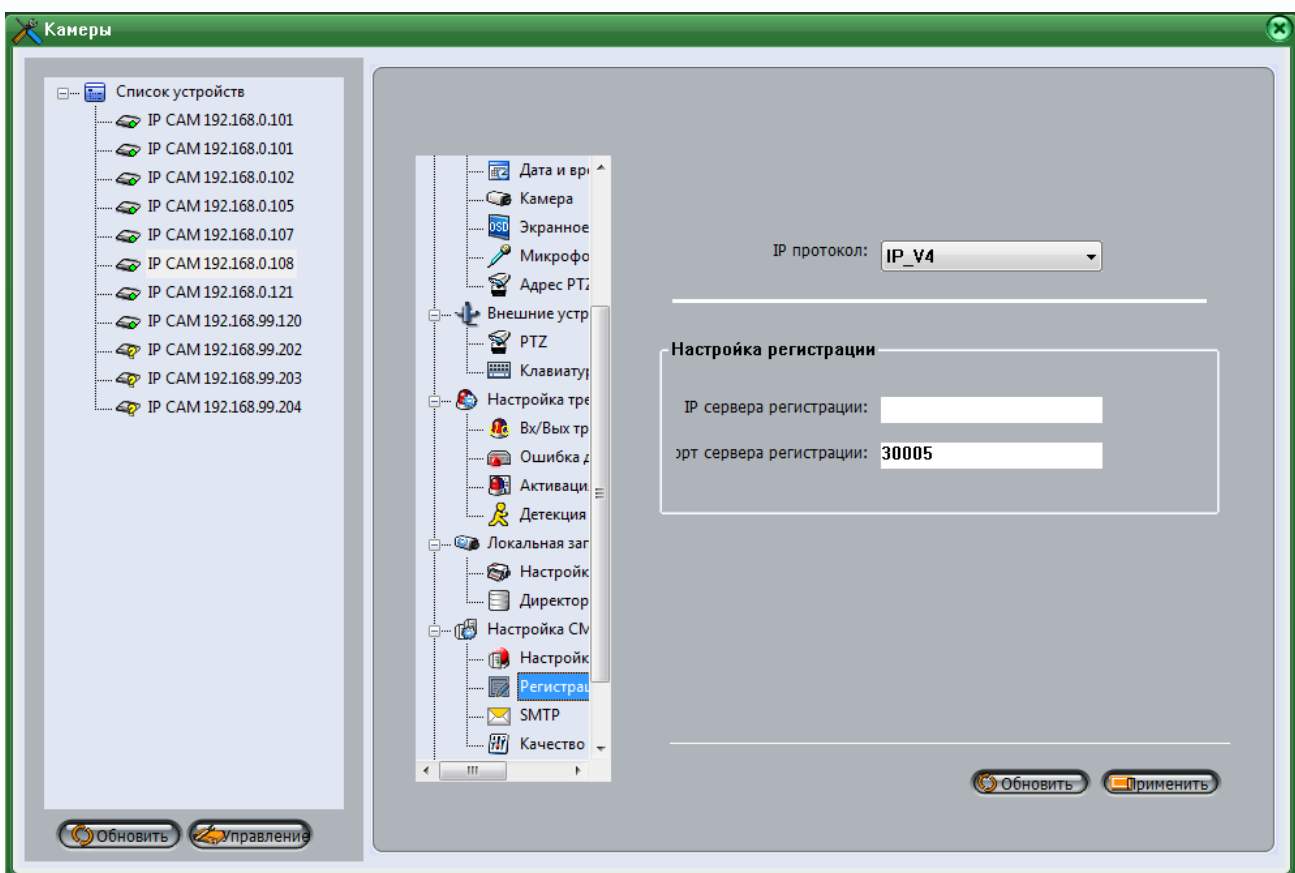 Камеры
Список устройств
IP CAM 192.168.0.101
IP CAM 192.168.0.101
IP CAM 192.168.0.102
IP CAM 192.168.0.105
IP CAM 192.168.0.107
IP CAM 192.168.0.108
IP CAM 192.168.0.121
IP CAM 192.168.99.120
IP CAM 192.168.99.202
IP CAM 192.168.99.203
IP CAM 192.168.99.204
Обновить
Управление
Дата и вре
Камера
OSD
Экранное
Микрофо
Адрес PTZ
Внешние устр
PTZ
Клавиатур
Настройка тре
Вх/Вых тр
Ошибка д
Активаци
Детекция
Локальная заг
Настройк
Директор
Настройка СМ
Настройк
Регистрац
SMTP
Качество
IP протокол:
IP_V4
Настройка регистрации
IP сервера регистрации:
орт сервера регистрации:
30005
Обновить
Применить